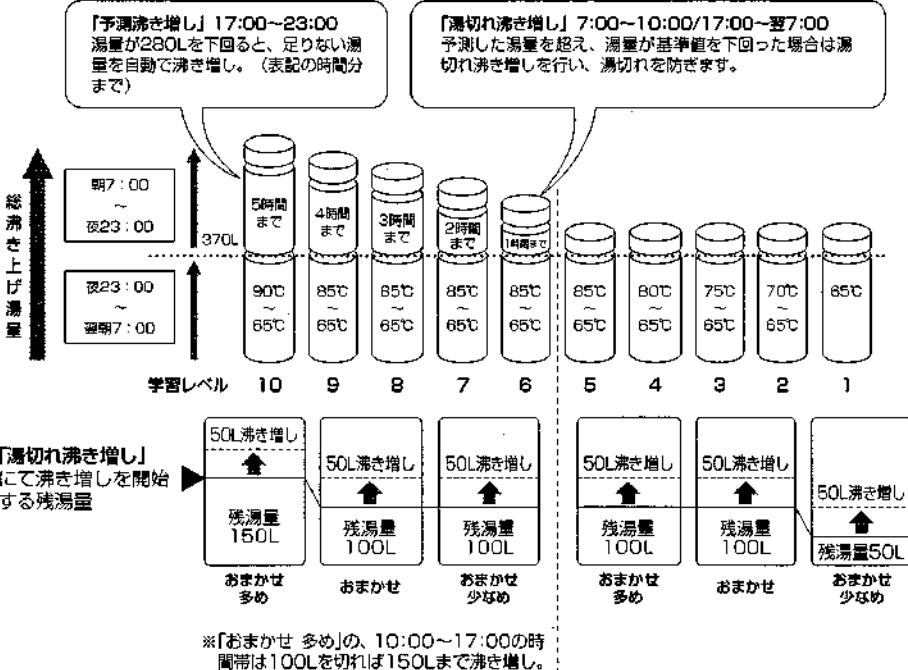 「予測沸き増し」17:00~23:00
湯量が280Lを下回ると、足りない湯
量を自動で沸き増し。（表記の時間分
まで）
「湯切れ沸き増し」7:00~10:00/17:00~翌7:00
予測した湯量を超え、湯量が基準値を下回った場合は湯
切れ沸き増しを行い、湯切れを防ぎます。
総沸き上げ湯量
朝7：00
~
夜23：00
370L
5時間
まで
4時間
まで
3時間
まで
2時間
まで
1時間まで
夜23：00
~
翌朝7：00
90℃
~
65℃
85℃
~
65℃
85℃
~
65℃
85℃
~
65℃
85℃
~
65℃
85℃
~
65℃
80℃
~
65℃
75℃
~
65℃
70℃
~
65℃
65℃
学習レベル 10 9 8 7 6 5 4 3 2 1
「湯切れ沸き増し」
にて沸き増しを開始
する残湯量
50L沸き増し
残湯量
150L
おまかせ
多め
50L沸き増し
残湯量
100L
おまかせ
50L沸き増し
残湯量
100L
おまかせ
少なめ
50L沸き増し
残湯量
100L
おまかせ
多め
50L沸き増し
残湯量
100L
おまかせ
50L沸き増し
残湯量50L
おまかせ
少なめ
※「おまかせ 多め」の、10:00~17:00の時
間帯は100Lを切れば150Lまで沸き増し。